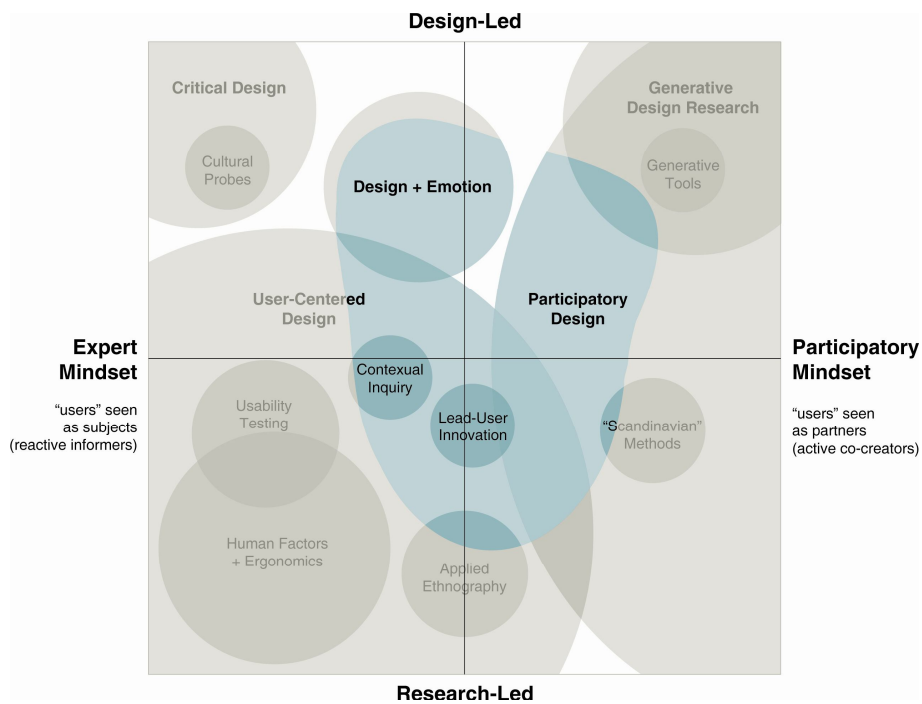 Design-Led
Critical Design
Cultural
Probes
Generative
Design Research
Generative
Tools
Design + Emotion
User-Centered
Design
Participatory
Design
Expert
Mindset
"users" seen
as subjects
(reactive informers)
Participatory
Mindset
"users" seen
as partners
(active co-creators)
Contexual
Inquiry
Usability
Testing
Lead-User
Innovation
"Scandinavian"
Methods
Human Factors
+ Ergonomics
Applied
Ethnography
Research-Led